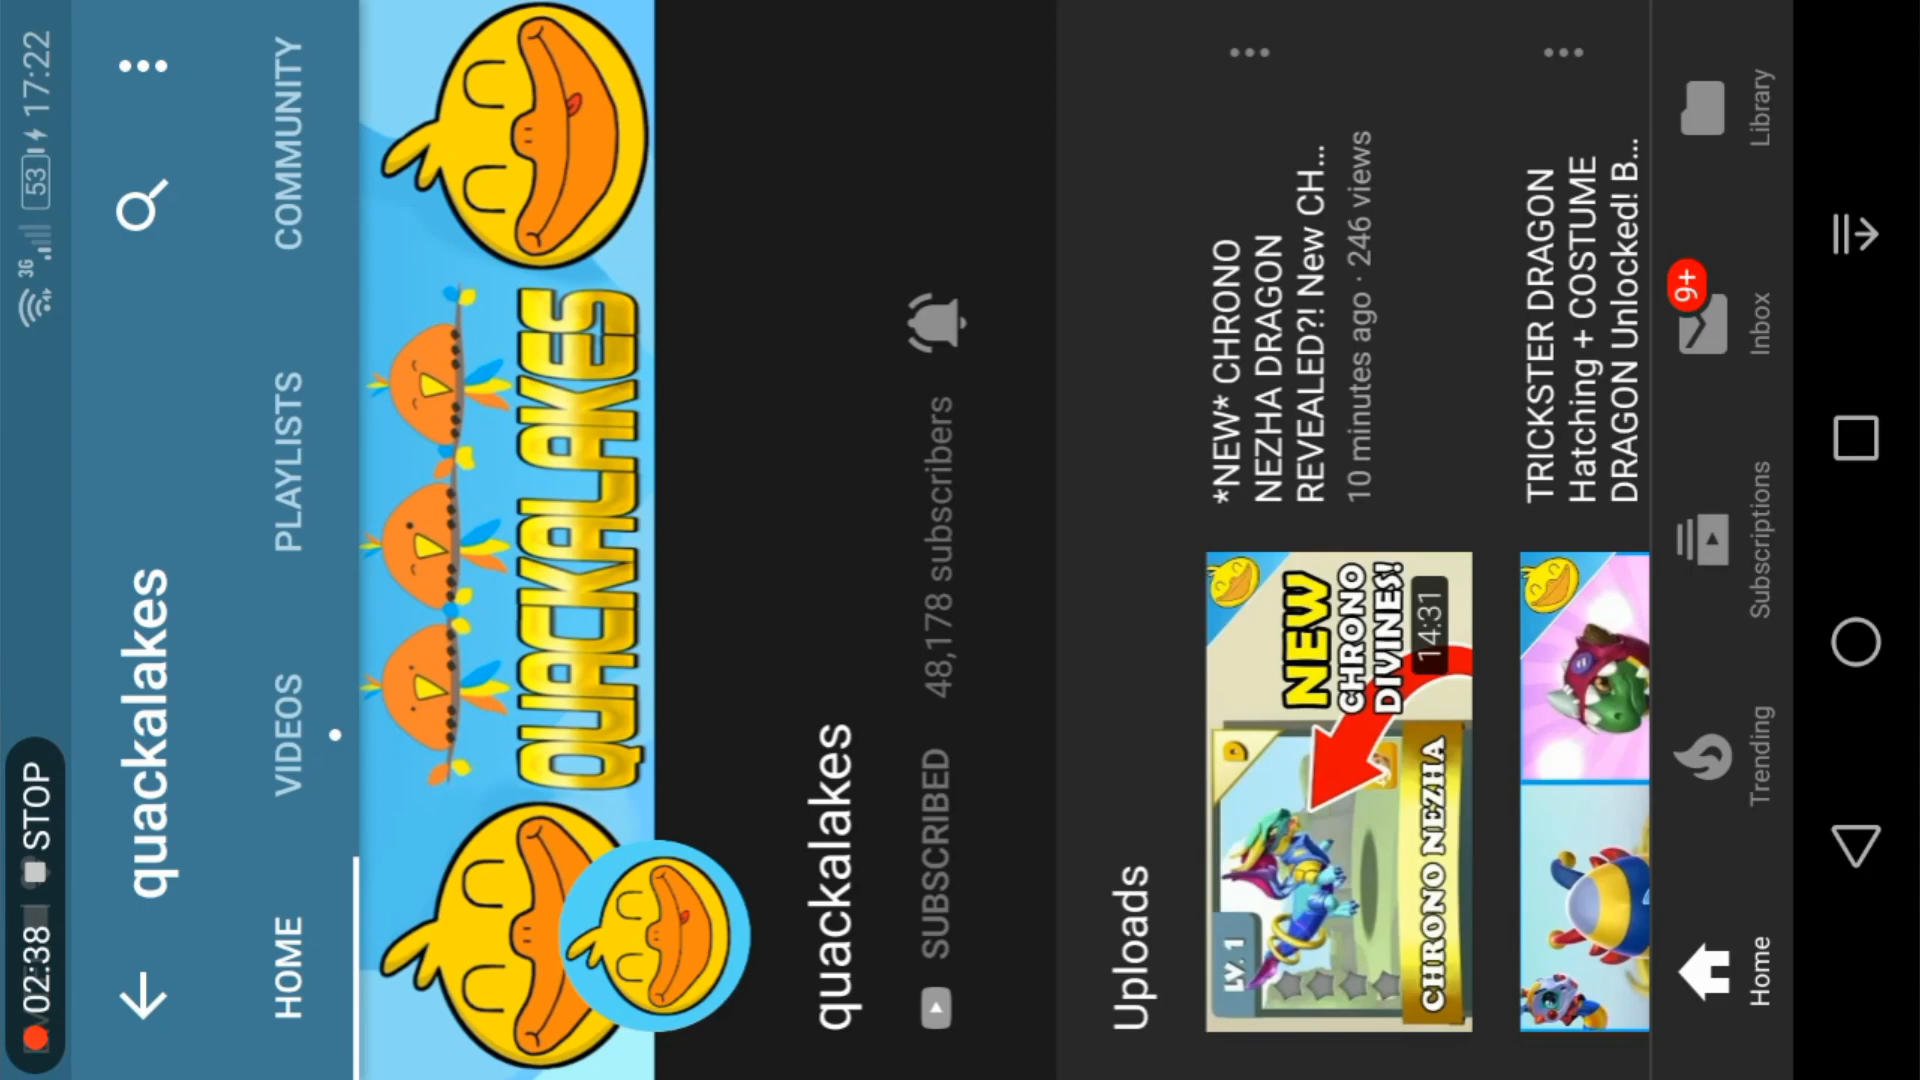 02:38 STOP
3G 53 17:22
quackalakes
HOME VIDEOS PLAYLISTS COMMUNITY
QUACKALAKES
quackalakes
SUBSCRIBED 48,178 subscribers
Uploads
LV. 1
D
CHRONO NEZHA
NEW
CHRONO
DIVINES!
14:31
*NEW* CHRONO
NEZHA DRAGON
REVEALED?! New CH...
10 minutes ago · 246 views
TRICKSTER DRAGON
Hatching + COSTUME
DRAGON Unlocked! B...
9+
Home Trending Subscriptions Inbox Library